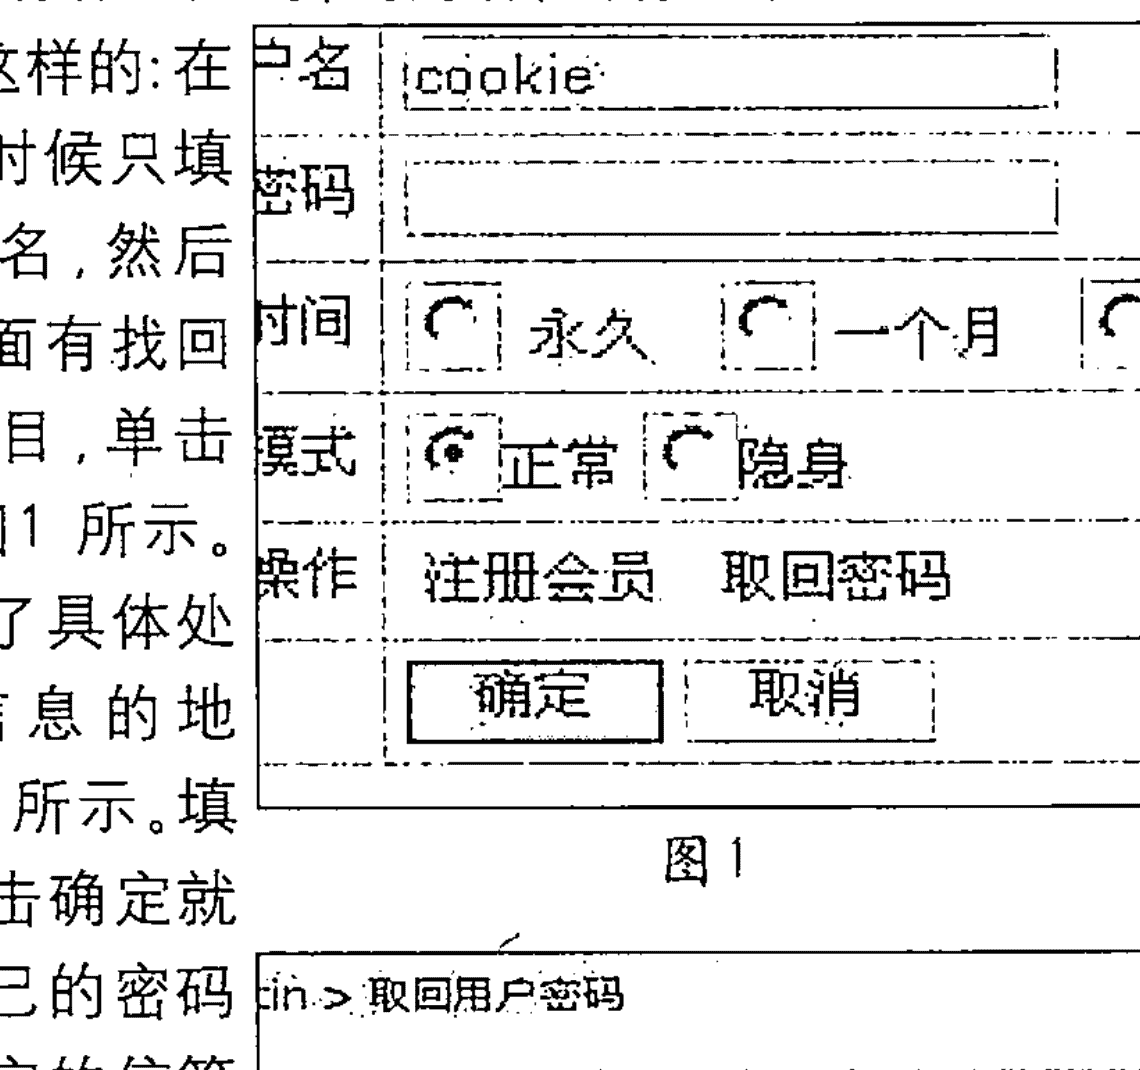 样的:在
时候只填
名,然后
面有找回
目,单击
1 所示。
了具体处
息的地
所示。填
击确定就
己的密码
户名 cookie
密码
时间 永久 一个月
模式 正常 隐身
操作 注册会员 取回密码
确定 取消
图1
tin > 取回用户密码